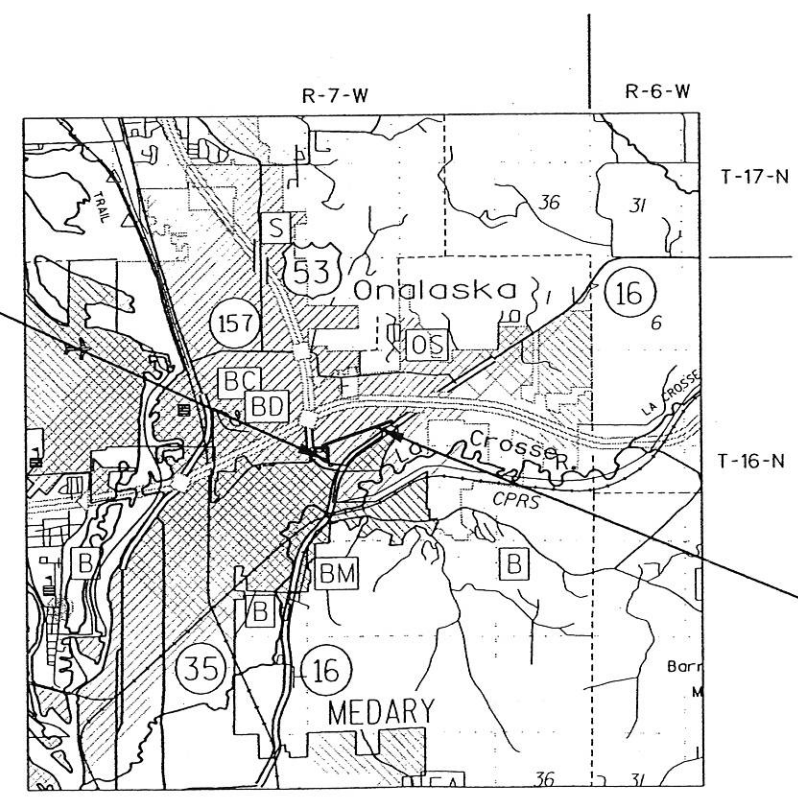 R-7-W
R-6-W
T-17-N
TRAIL
36
31
S
53
Onalaska
16
157
6
OS
BC
BD
LA CROSSE
La Crosse R.
T-16-N
CPRS
B
BM
B
B
35
16
MEDARY
36
31